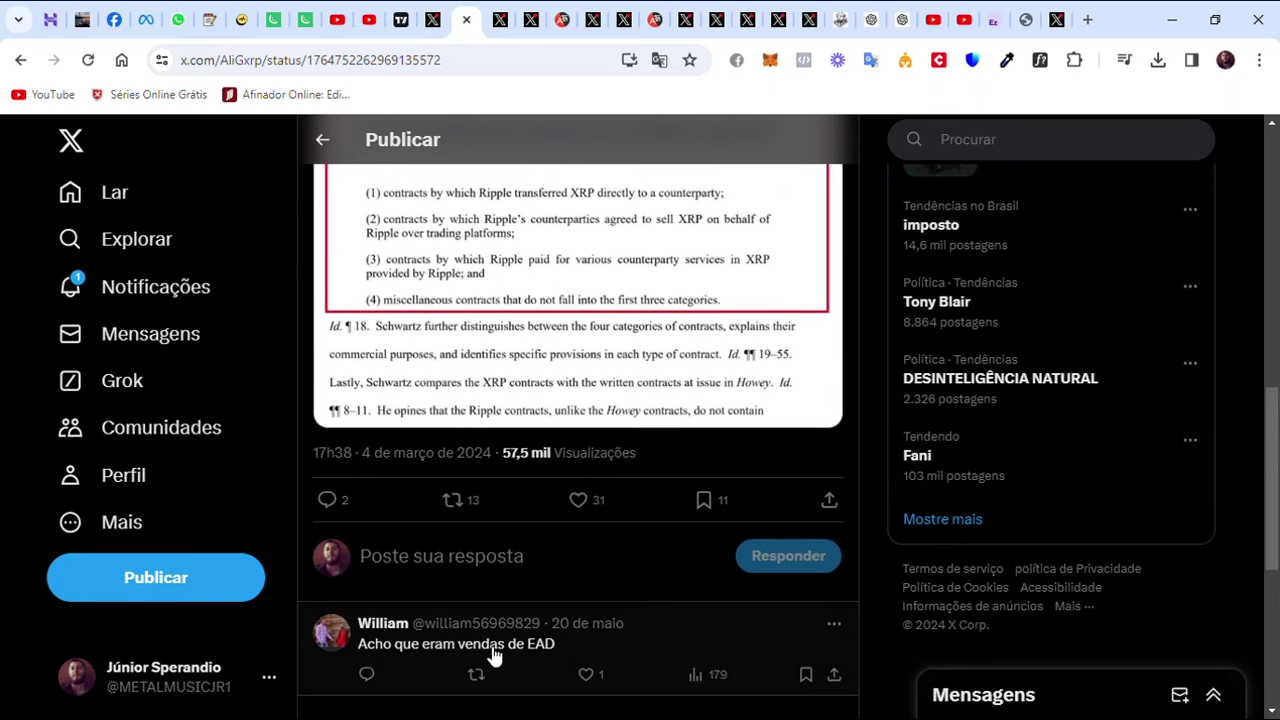 x.com/AliGxrp/status/1764752262969135572
YouTube
Séries Online Grátis
Afinador Online: Edi...
Publicar
Procurar
Lar
Explorar
1
Notificações
Mensagens
Grok
Comunidades
Perfil
Mais
Publicar
Júnior Sperandio
@METALMUSICJR1
(1) contracts by which Ripple transferred XRP directly to a counterparty;
(2) contracts by which Ripple's counterparties agreed to sell XRP on behalf of
Ripple over trading platforms;
(3) contracts by which Ripple paid for various counterparty services in XRP
provided by Ripple; and
(4) miscellaneous contracts that do not fall into the first three categories.
Id. ¶ 18. Schwartz further distinguishes between the four categories of contracts, explains their
commercial purposes, and identifies specific provisions in each type of contract. Id. ¶¶ 19–55.
Lastly, Schwartz compares the XRP contracts with the written contracts at issue in Howey. Id.
¶¶ 8–11. He opines that the Ripple contracts, unlike the Howey contracts, do not contain
17h38 · 4 de março de 2024 · 57,5 mil Visualizações
2 13 31 11
Poste sua resposta
Responder
William @william56969829 · 20 de maio
Acho que eram vendas de EAD
1 179
Tendências no Brasil
imposto
14,6 mil postagens
Política · Tendências
Tony Blair
8.864 postagens
Política · Tendências
DESINTELIGÊNCIA NATURAL
2.326 postagens
Tendendo
Fani
103 mil postagens
Mostre mais
Termos de serviço política de Privacidade
Política de Cookies Acessibilidade
Informações de anúncios Mais ···
© 2024 X Corp.
Mensagens